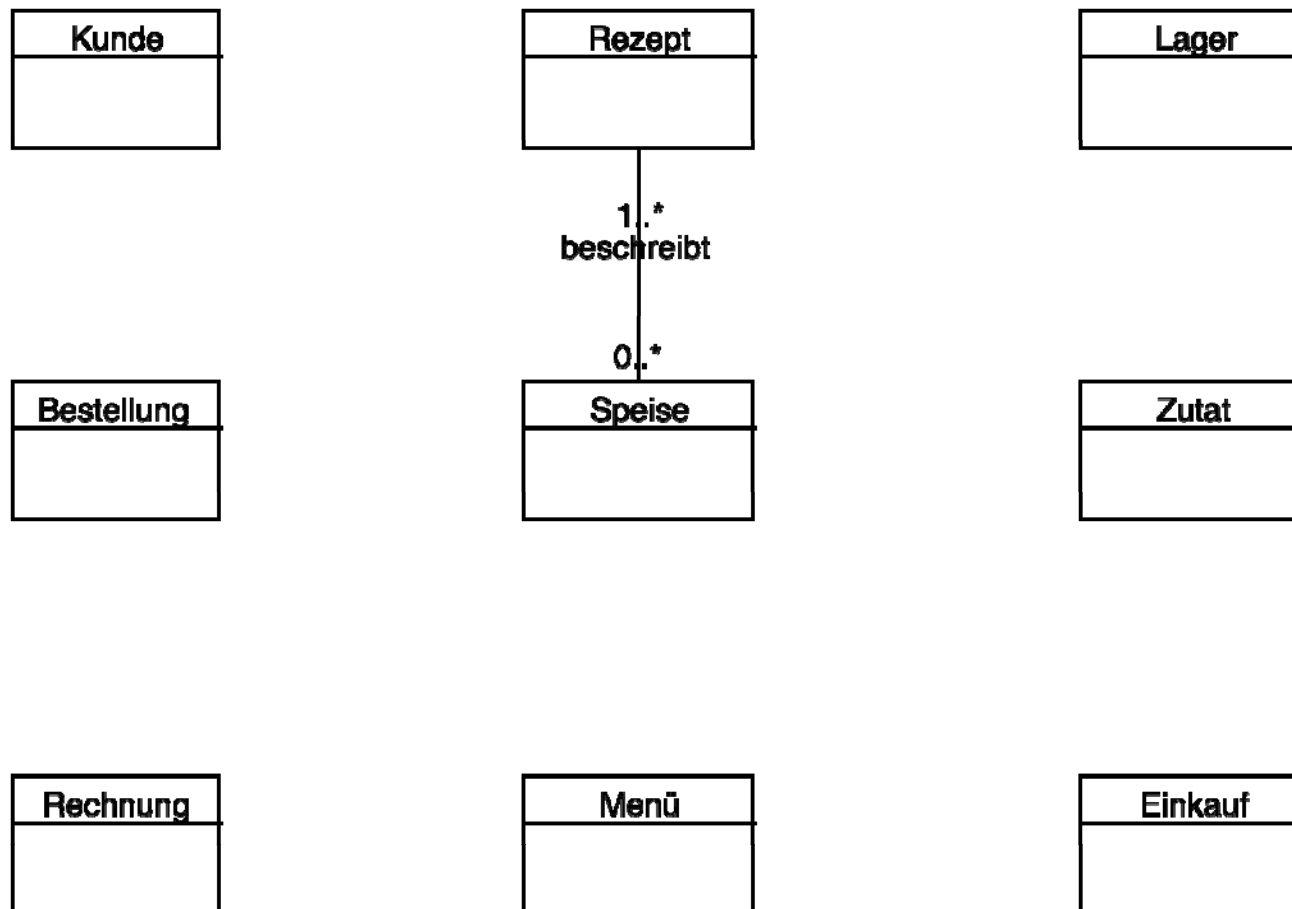 Kunde
Rezept
Lager
1..*
beschreibt
0..*
Bestellung
Speise
Zutat
Rechnung
Menü
Einkauf